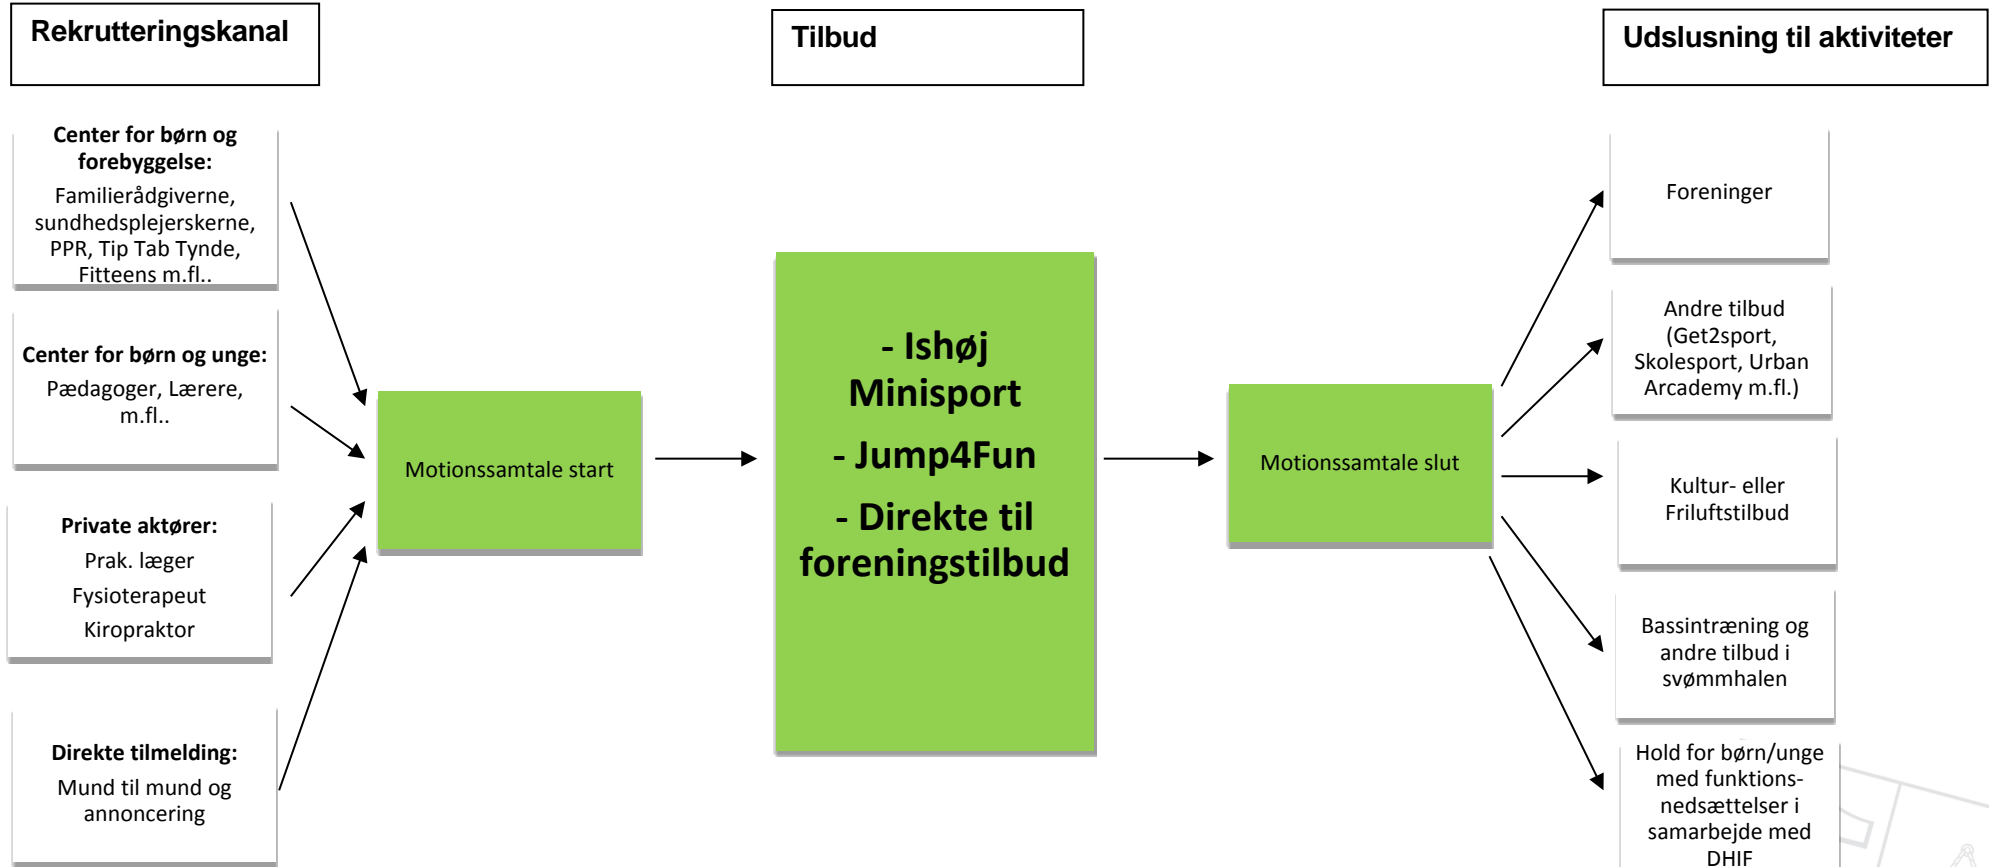 Rekrutteringskanal
Tilbud
Udslusning til aktiviteter
Center for børn og
forebyggelse:
Familierådgiverne,
sundhedsplejerskerne,
PPR, Tip Tab Tynde,
Fitteens m.fl..
Center for børn og unge:
Pædagoger, Lærere,
m.fl..
Private aktører:
Prak. læger
Fysioterapeut
Kiropraktor
Direkte tilmelding:
Mund til mund og
annoncering
Motionssamtale start
- Ishøj
Minisport
- Jump4Fun
- Direkte til
foreningstilbud
Motionssamtale slut
Foreninger
Andre tilbud
(Get2sport,
Skolesport, Urban
Arcademy m.fl.)
Kultur- eller
Friluftstilbud
Bassintræning og
andre tilbud i
svømmhalen
Hold for børn/unge
med funktions-
nedsættelser i
samarbejde med
DHIF